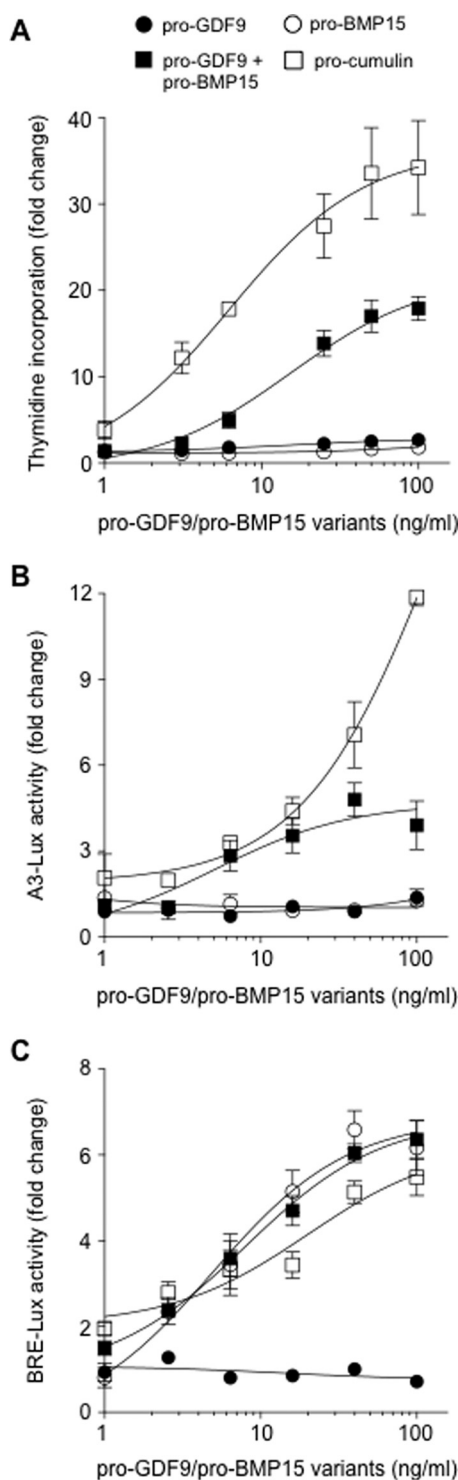 A
pro-GDF9
pro-BMP15
pro-GDF9 +
pro-BMP15
pro-cumulin
Thymidine incorporation (fold change)
40
30
20
10
0
1
10
100
pro-GDF9/pro-BMP15 variants (ng/ml)
B
A3-Lux activity (fold change)
12
9
6
3
0
1
10
100
pro-GDF9/pro-BMP15 variants (ng/ml)
C
BRE-Lux activity (fold change)
8
6
4
2
0
1
10
100
pro-GDF9/pro-BMP15 variants (ng/ml)